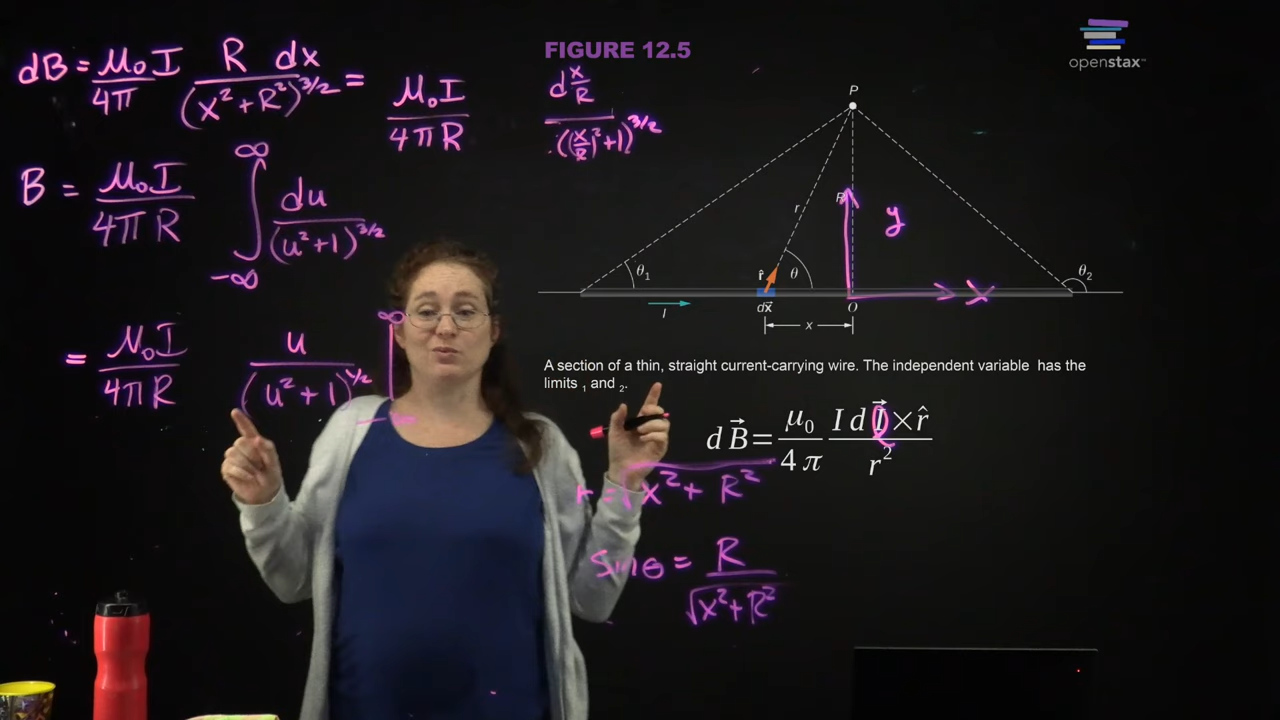 dB = μ₀I/4π R dx/(x² + R²)^3/2 = μ₀I/4πR d x/R/((x/R)² + 1)^3/2
B = μ₀I/4πR ∫_-∞^∞ du/(u² + 1)^3/2
= μ₀I/4πR u/(u² + 1)^1/2 |^∞
FIGURE 12.5
openstax™
P
r
R
y
θ₁
r̂
θ
θ₂
I
dx⃗
O
x
x
A section of a thin, straight current-carrying wire. The independent variable has the
limits ₁ and ₂.
dB⃗ = μ₀/4π I d l⃗ × r̂/r²
r = √x² + R²
sinθ = R/√x² + R²